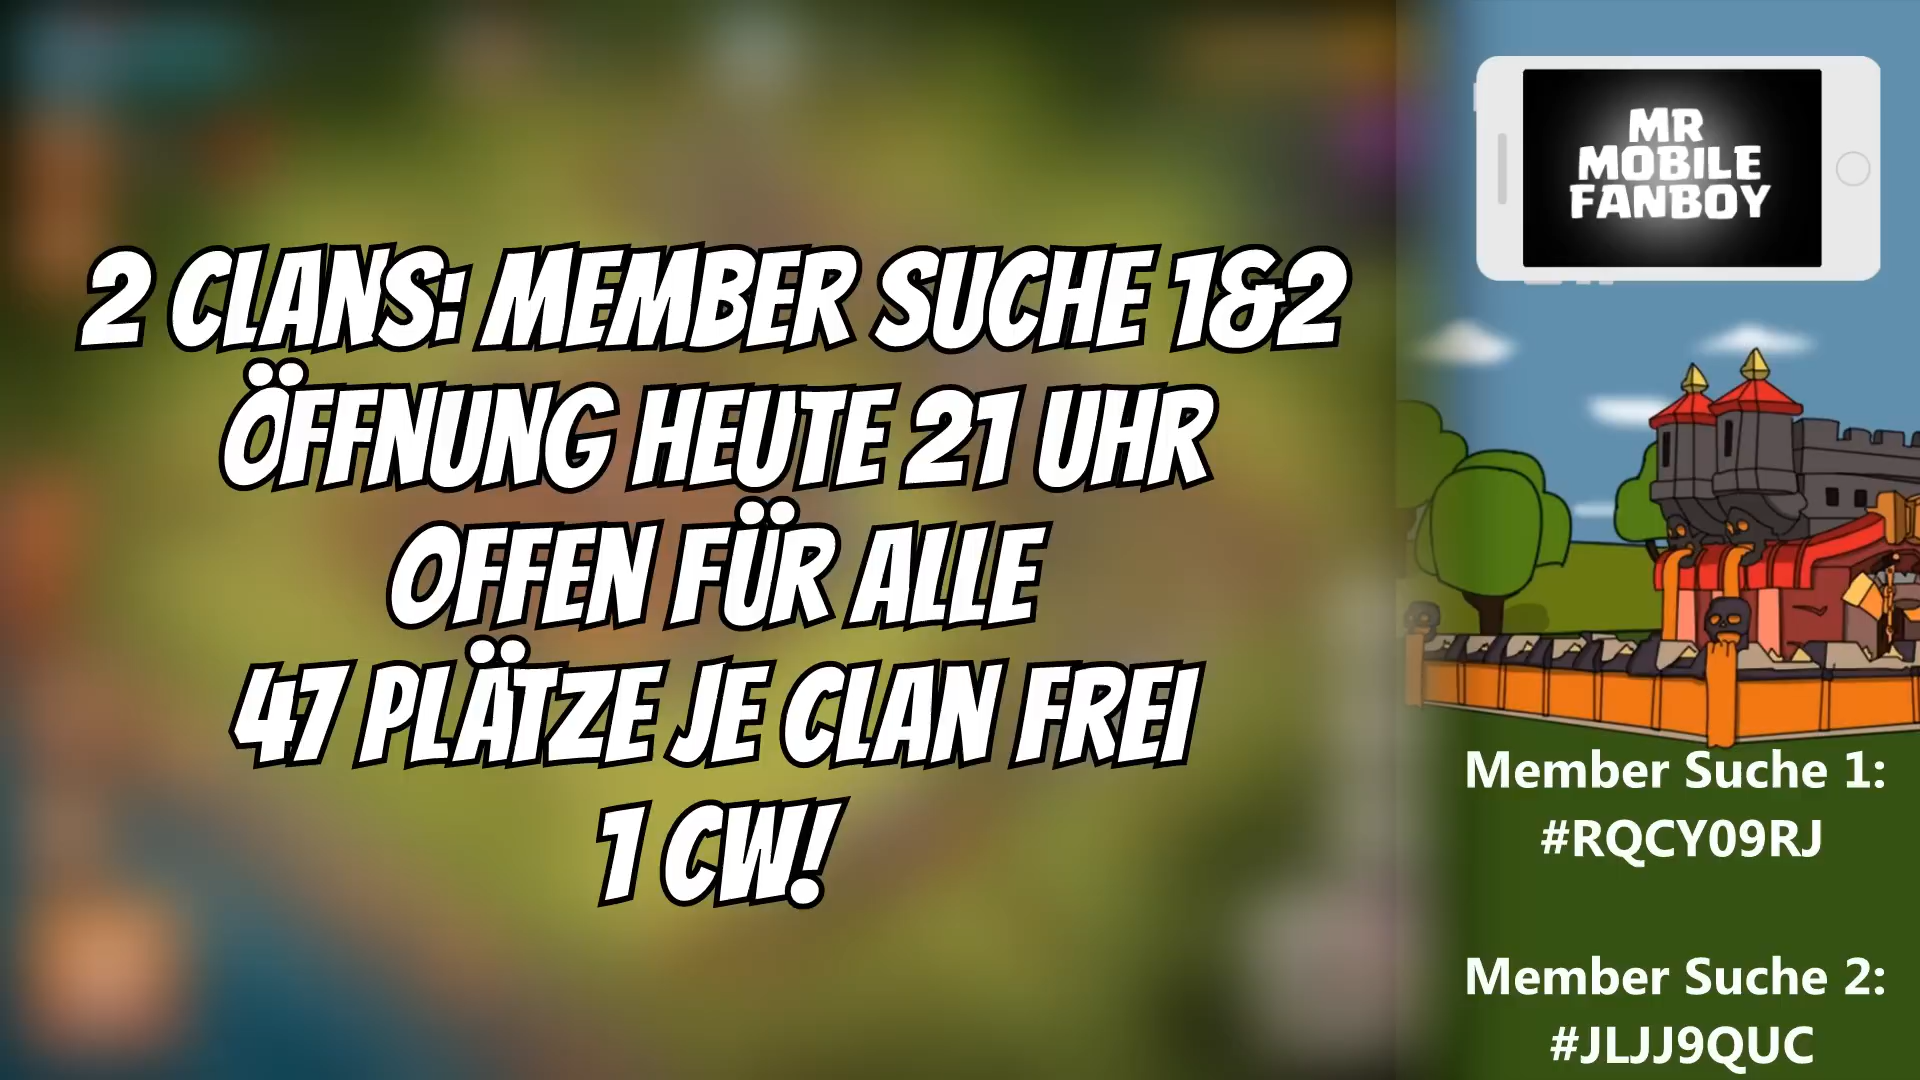 2 CLANS: MEMBER SUCHE 1&2
ÖFFNUNG HEUTE 21 UHR
OFFEN FÜR ALLE
47 PLÄTZE JE CLAN FREI
1 CW!
MR
MOBILE
FANBOY
Member Suche 1:
#RQCY09RJ
Member Suche 2:
#JLJJ9QUC